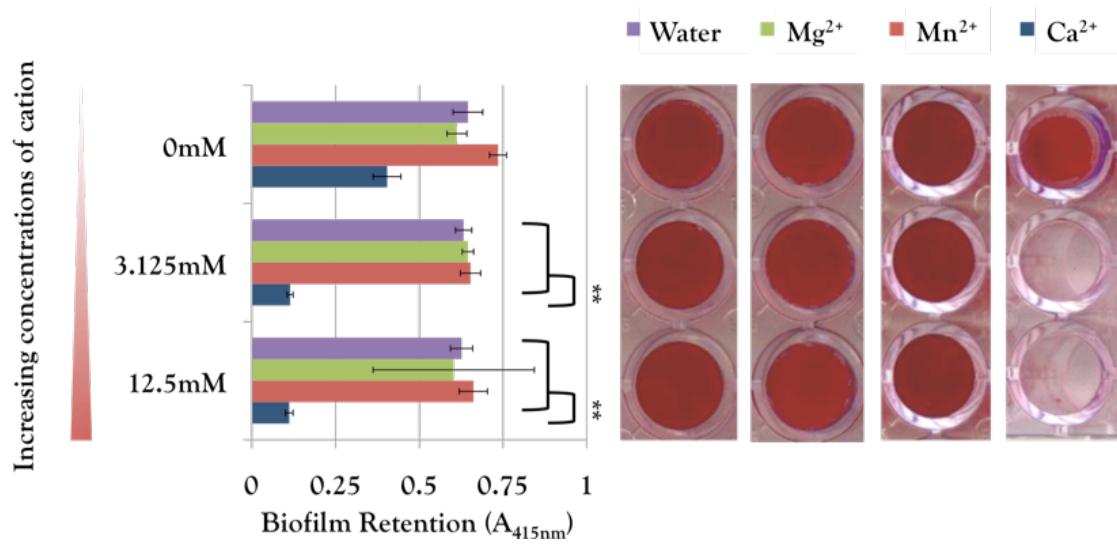 Water Mg²⁺ Mn²⁺ Ca²⁺
Increasing concentrations of cation
0mM
3.125mM
**
12.5mM
**
0 0.25 0.5 0.75 1
Biofilm Retention (A₄₁₅ₙₘ)